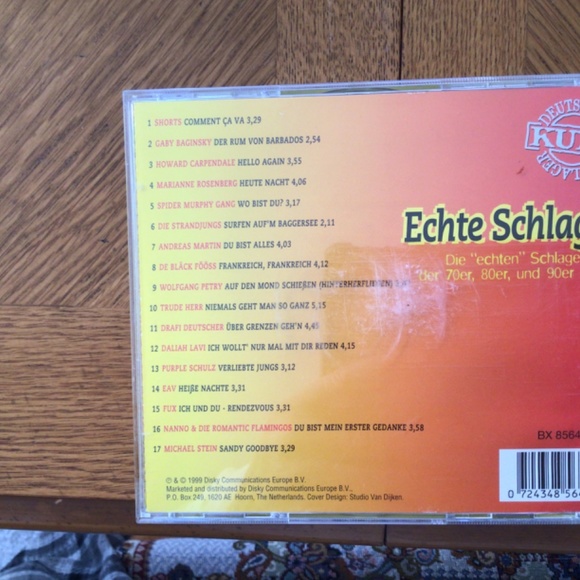 1 SHORTS COMMENT ÇA VA 3,29
2 GABY BAGINSKY DER RUM VON BARBADOS 2,54
3 HOWARD CARPENDALE HELLO AGAIN 3,55
4 MARIANNE ROSENBERG HEUTE NACHT 4,06
5 SPIDER MURPHY GANG WO BIST DU? 3,17
6 DIE STRANDJUNGS SURFEN AUF'M BAGGERSEE 2,11
7 ANDREAS MARTIN DU BIST ALLES 4,03
8 DE BLÄCK FÖÖSS FRANKREICH, FRANKREICH 4,12
9 WOLFGANG PETRY AUF DEN MOND SCHIEßEN (HINTERHERFLIEGEN)
10 TRUDE HERR NIEMALS GEHT MAN SO GANZ 5,15
11 DRAFI DEUTSCHER ÜBER GRENZEN GEH'N 4,45
12 DALIAH LAVI ICH WOLLT' NUR MAL MIT DIR REDEN 4,15
13 PURPLE SCHULZ VERLIEBTE JUNGS 3,12
14 EAV HEIßE NACHTE 3,31
15 FUX ICH UND DU - RENDEZVOUS 3,31
16 NANNO & DIE ROMANTIC FLAMINGOS DU BIST MEIN ERSTER GEDANKE 3,58
17 MICHAEL STEIN SANDY GOODBYE 3,29
℗ & © 1999 Disky Communications Europe B.V.
Marketed and distributed by Disky Communications Europe B.V.,
P.O. Box 249, 1620 AE Hoorn, The Netherlands. Cover Design: Studio Van Dijken.
DEUTS
KU
LAGER
Echte Schlag
Die "echten" Schlage
der 70er, 80er, und 90er
BX 8564
0 724348 564